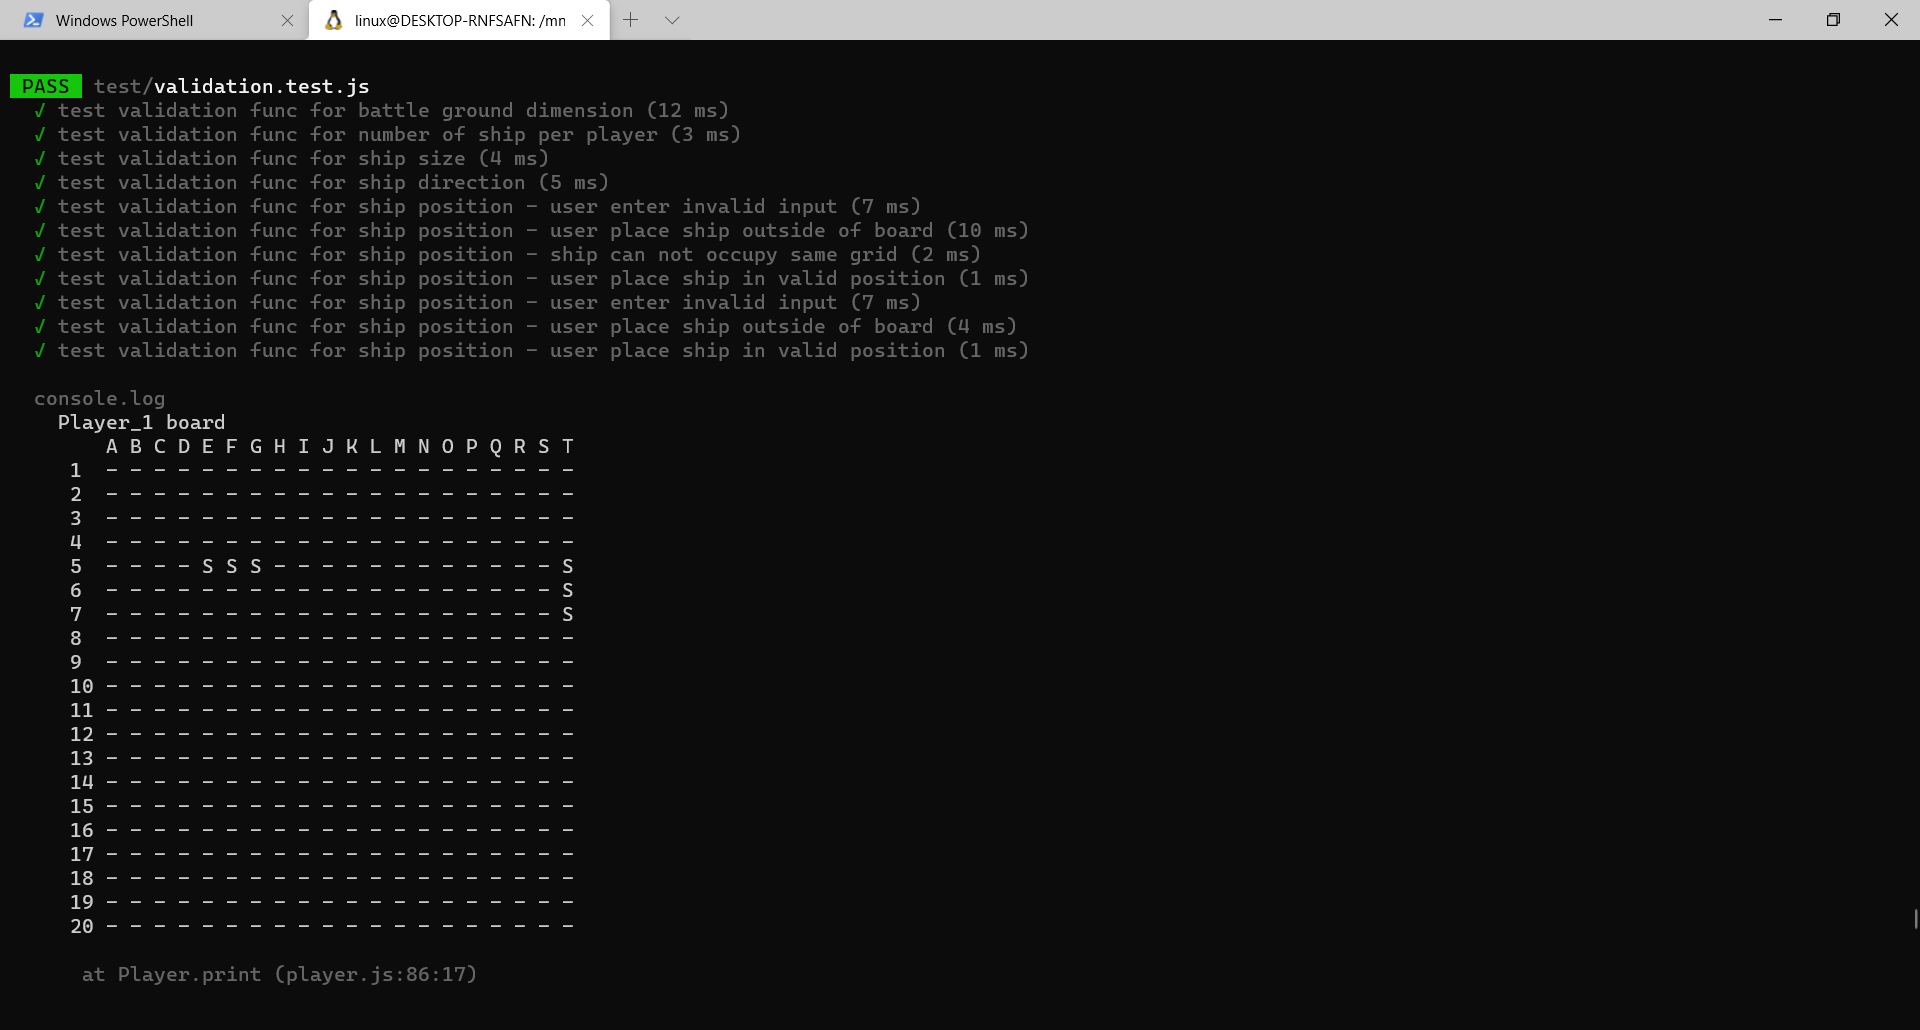 Windows PowerShell
linux@DESKTOP-RNFSAFN: /mn
PASS test/validation.test.js
√ test validation func for battle ground dimension (12 ms)
√ test validation func for number of ship per player (3 ms)
√ test validation func for ship size (4 ms)
√ test validation func for ship direction (5 ms)
√ test validation func for ship position - user enter invalid input (7 ms)
√ test validation func for ship position - user place ship outside of board (10 ms)
√ test validation func for ship position - ship can not occupy same grid (2 ms)
√ test validation func for ship position - user place ship in valid position (1 ms)
√ test validation func for ship position - user enter invalid input (7 ms)
√ test validation func for ship position - user place ship outside of board (4 ms)
√ test validation func for ship position - user place ship in valid position (1 ms)
console.log
Player_1 board
A B C D E F G H I J K L M N O P Q R S T
1 - - - - - - - - - - - - - - - - - - - -
2 - - - - - - - - - - - - - - - - - - - -
3 - - - - - - - - - - - - - - - - - - - -
4 - - - - - - - - - - - - - - - - - - - -
5 - - - - S S S - - - - - - - - - - - - S
6 - - - - - - - - - - - - - - - - - - - S
7 - - - - - - - - - - - - - - - - - - - S
8 - - - - - - - - - - - - - - - - - - - -
9 - - - - - - - - - - - - - - - - - - - -
10 - - - - - - - - - - - - - - - - - - - -
11 - - - - - - - - - - - - - - - - - - - -
12 - - - - - - - - - - - - - - - - - - - -
13 - - - - - - - - - - - - - - - - - - - -
14 - - - - - - - - - - - - - - - - - - - -
15 - - - - - - - - - - - - - - - - - - - -
16 - - - - - - - - - - - - - - - - - - - -
17 - - - - - - - - - - - - - - - - - - - -
18 - - - - - - - - - - - - - - - - - - - -
19 - - - - - - - - - - - - - - - - - - - -
20 - - - - - - - - - - - - - - - - - - - -
at Player.print (player.js:86:17)